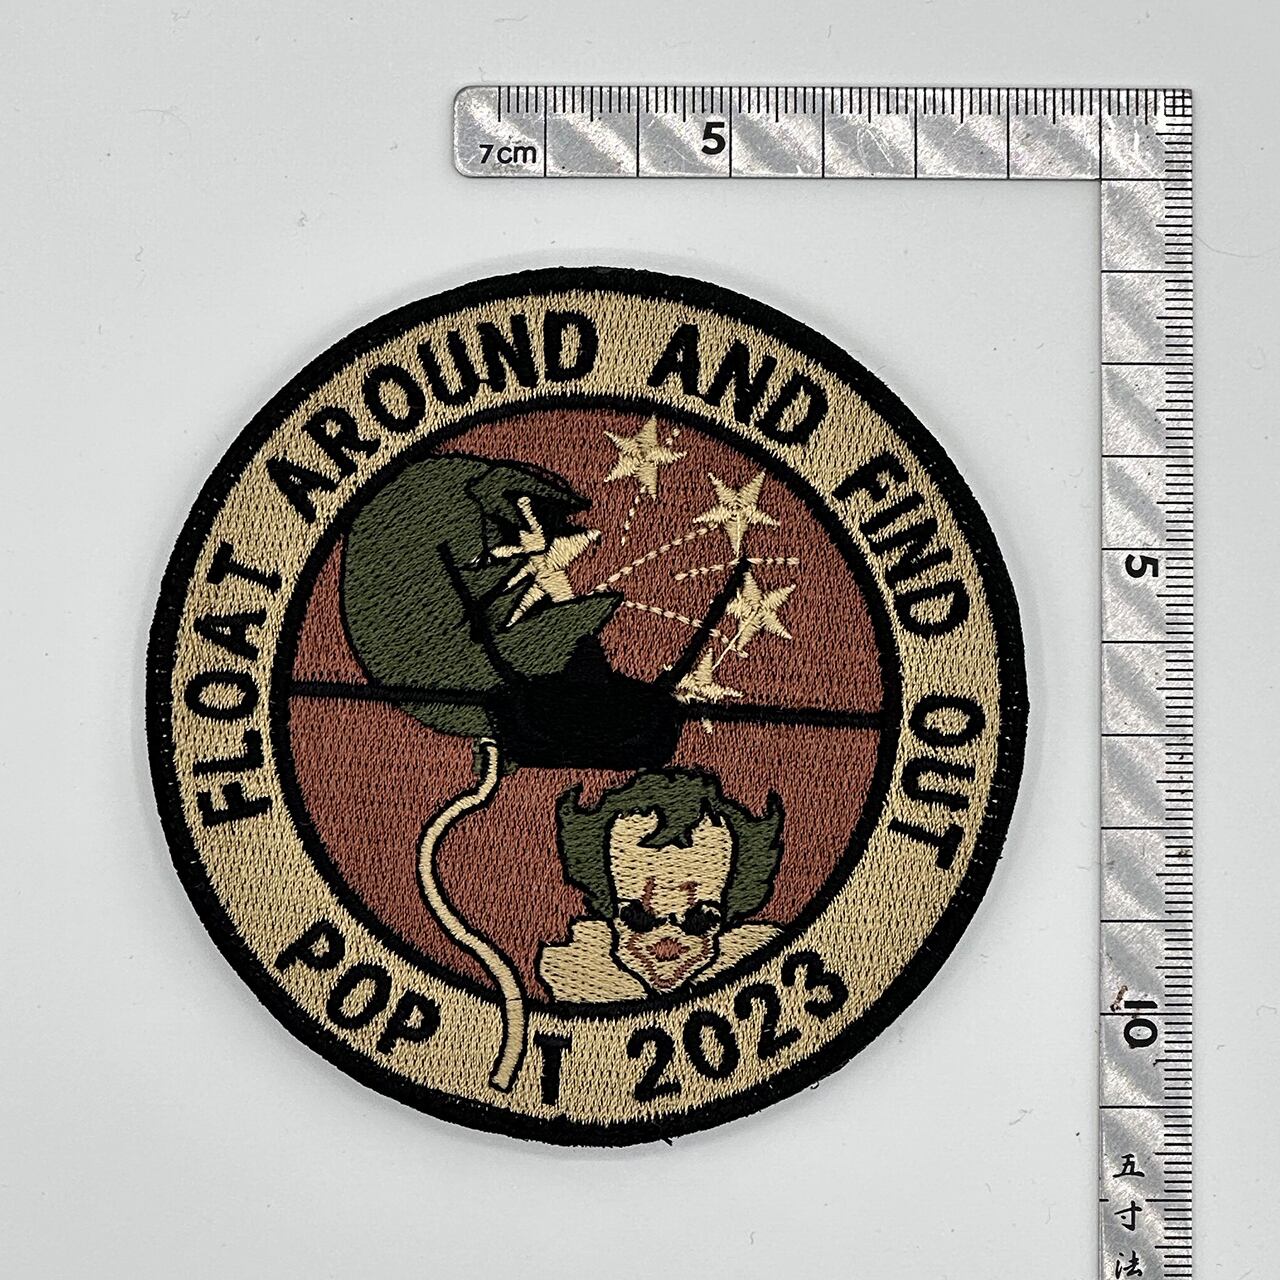 7cm
5
FLOAT AROUND AND FIND OUT
POP IT 2023
5
10
五寸法